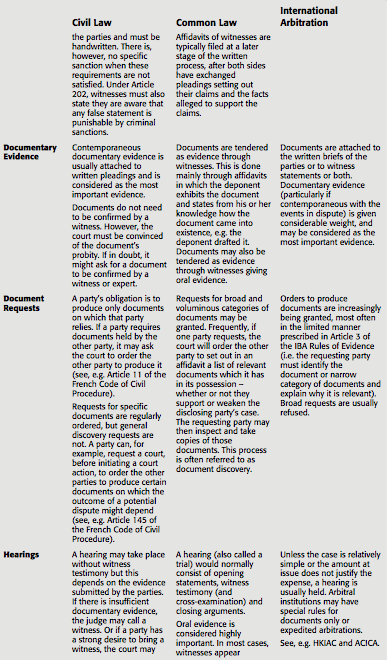 Civil Law
Common Law
International
Arbitration
the parties and must be
handwritten. There is,
however, no specific
sanction when these
requirements are not
satisfied. Under Article
202, witnesses must also
state they are aware that
any false statement is
punishable by criminal
sanctions.
Affidavits of witnesses are
typically filed at a later
stage of the written
process, after both sides
have exchanged
pleadings setting out
their claims and the facts
alleged to support the
claims.
Documentary
Evidence
Contemporaneous
documentary evidence is
usually attached to
written pleadings and is
considered as the most
important evidence.
Documents do not need
to be confirmed by a
witness. However, the
court must be convinced
of the document's
probity. If in doubt, it
might ask for a document
to be confirmed by a
witness or expert.
Documents are tendered
as evidence through
witnesses. This is done
mainly through affidavits
in which the deponent
exhibits the document
and states from his or her
knowledge how the
document came into
existence, e.g. the
deponent drafted it.
Documents may also be
tendered as evidence
through witnesses giving
oral evidence.
Documents are attached to
the written briefs of the
parties or to witness
statements or both.
Documentary evidence
(particularly if
contemporaneous with the
events in dispute) is given
considerable weight, and
may be considered as the
most important evidence.
Document
Requests
A party's obligation is to
produce only documents
on which that party
relies. If a party requires
documents held by the
other party, it may ask
the court to order the
other party to produce it
(see, e.g. Article 11 of the
French Code of Civil
Procedure).
Requests for specific
documents are regularly
ordered, but general
discovery requests are
not. A party can, for
example, request a court,
before initiating a court
action, to order the other
parties to produce certain
documents on which the
outcome of a potential
dispute might depend
(see, e.g. Article 145 of
the French Code of Civil
Procedure).
Requests for broad and
voluminous categories of
documents may be
granted. Frequently, if
one party requests, the
court will order the other
party to set out in an
affidavit a list of relevant
documents which it has
in its possession –
whether or not they
support or weaken the
disclosing party's case.
The requesting party may
then inspect and take
copies of those
documents. This process
is often referred to as
document discovery.
Orders to produce
documents are increasingly
being granted, most often
in the limited manner
prescribed in Article 3 of
the IBA Rules of Evidence
(i.e. the requesting party
must identify the
document or narrow
category of documents and
explain why it is relevant).
Broad requests are usually
refused.
Hearings
A hearing may take place
without witness
testimony but this
depends on the evidence
submitted by the parties.
If there is insufficient
documentary evidence,
the judge may call a
witness. Or if a party has
a strong desire to bring a
witness, the court may
A hearing (also called a
trial) would normally
consist of opening
statements, witness
testimony (and
cross-examination) and
closing arguments.
Oral evidence is
considered highly
important. In most cases,
witnesses appear
Unless the case is relatively
simple or the amount at
issue does not justify the
expense, a hearing is
usually held. Arbitral
institutions may have
special rules for
documents only or
expedited arbitrations.
See, e.g. HKIAC and ACICA.